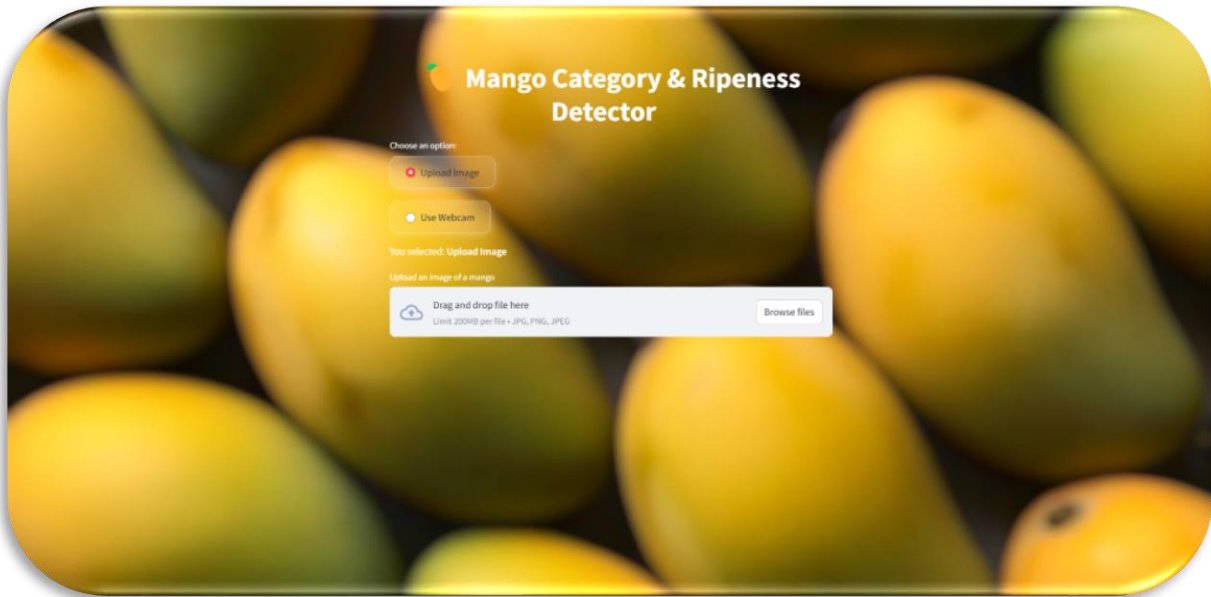 Mango Category & Ripeness
Detector
Choose an option:
Upload Image
Use Webcam
You selected: Upload Image
Upload an image of a mango
Drag and drop file here
Limit 200MB per file • JPG, PNG, JPEG
Browse files